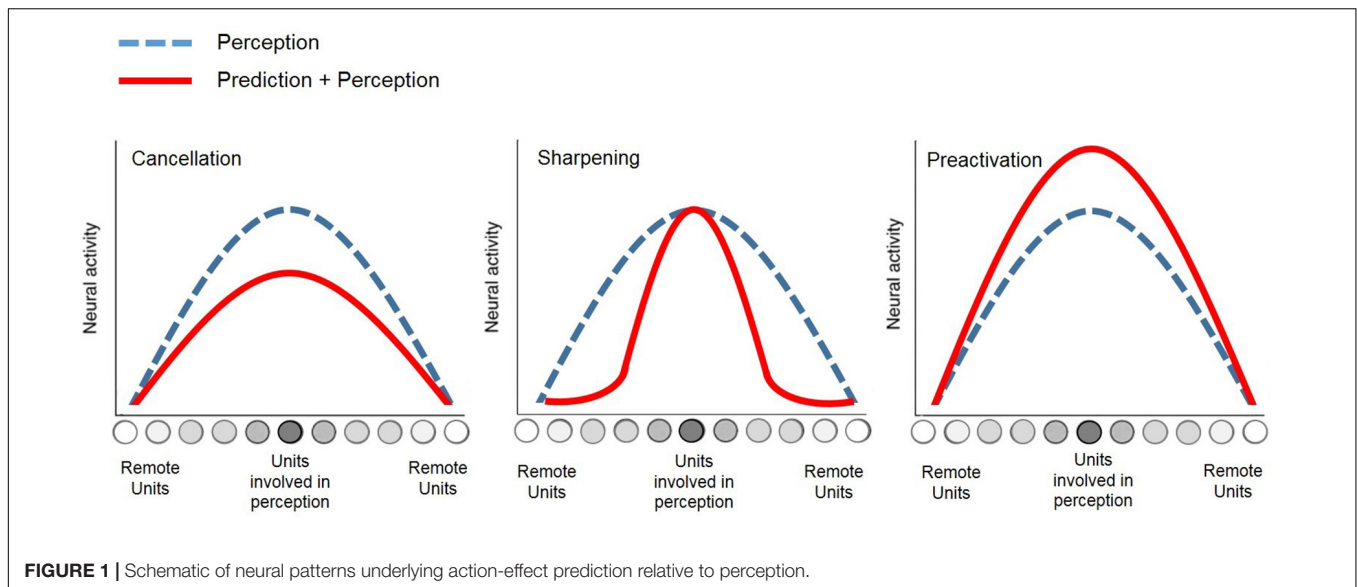 Perception
Prediction + Perception
Cancellation
Neural activity
Remote
Units
Units
involved in
perception
Remote
Units
Sharpening
Neural activity
Remote
Units
Units
involved in
perception
Remote
Units
Preactivation
Neural activity
Remote
Units
Units
involved in
perception
Remote
Units
FIGURE 1 | Schematic of neural patterns underlying action-effect prediction relative to perception.